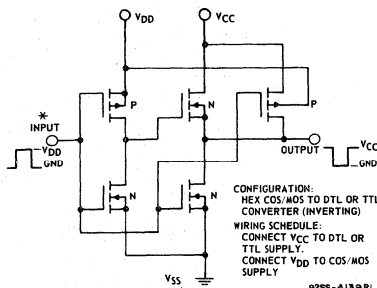 VDD
VCC
P
N
P
*
INPUT
VDD
GND
OUTPUT
VCC
GND
N
N
CONFIGURATION:
HEX COS/MOS TO DTL OR TTL
CONVERTER (INVERTING)
WIRING SCHEDULE:
CONNECT VCC TO DTL OR
TTL SUPPLY.
CONNECT VDD TO COS/MOS
SUPPLY
VSS